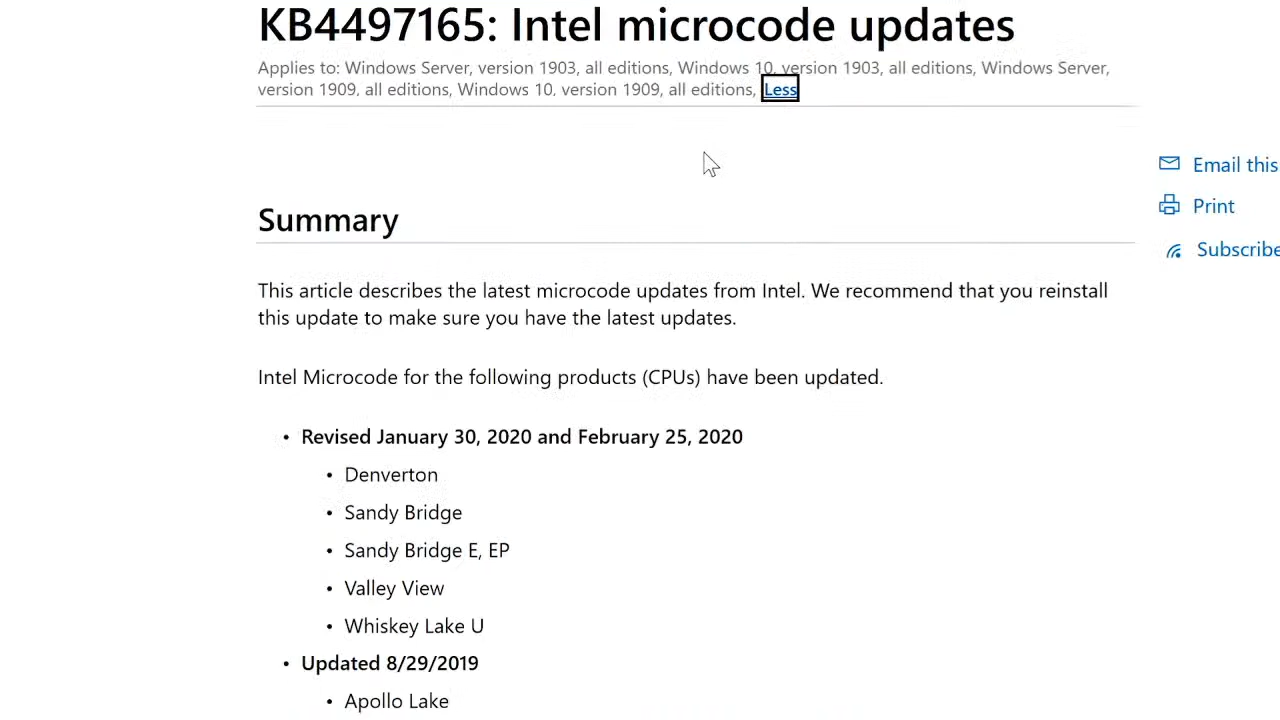 KB4497165: Intel microcode updates
Applies to: Windows Server, version 1903, all editions, Windows 10, version 1903, all editions, Windows Server,
version 1909, all editions, Windows 10, version 1909, all editions, Less
Email this
Summary
Print
Subscribe
This article describes the latest microcode updates from Intel. We recommend that you reinstall
this update to make sure you have the latest updates.
Intel Microcode for the following products (CPUs) have been updated.
• Revised January 30, 2020 and February 25, 2020
• Denverton
• Sandy Bridge
• Sandy Bridge E, EP
• Valley View
• Whiskey Lake U
• Updated 8/29/2019
• Apollo Lake